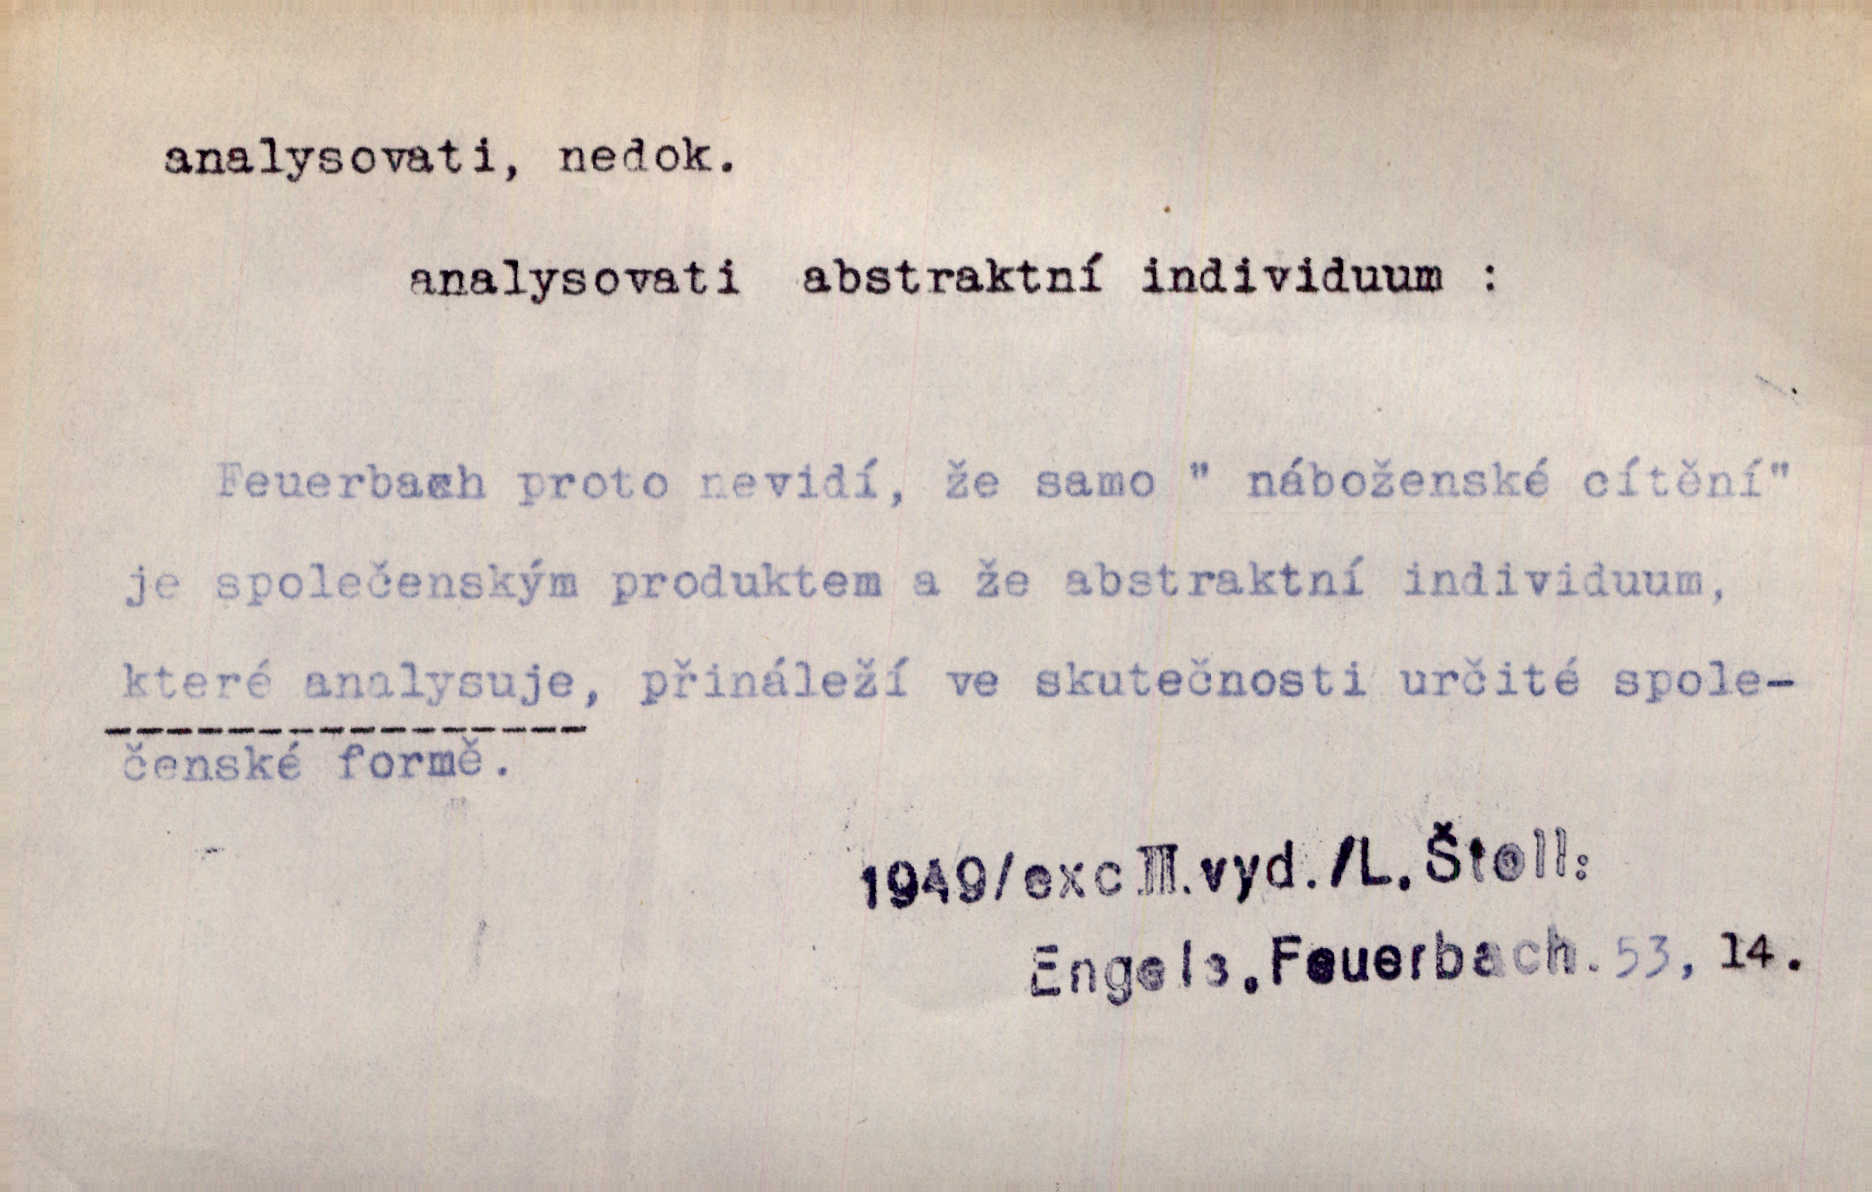 analysovati, nedok.
analysovati abstraktní individuum :
Feuerbach proto nevidí, že samo " náboženské cítění"
je společenským produktem a že abstraktní individuum,
které analysuje, přináleží ve skutečnosti určité spole-
čenské formě.
1949/exc III. vyd./L. Štoll:
Engels. Feuerbach. 53, 14.